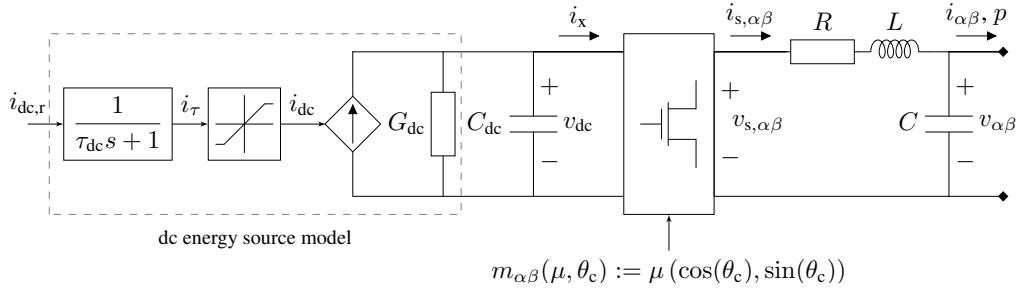 i_x
i_{s,αβ}
R
L
i_{αβ}, p
i_{dc,r}
1
τ_{dc}s + 1
i_τ
i_{dc}
G_{dc}
C_{dc}
+
v_{dc}
−
+
v_{s,αβ}
−
C
+
v_{αβ}
−
dc energy source model
m_{αβ}(μ, θ_c) := μ (cos(θ_c), sin(θ_c))